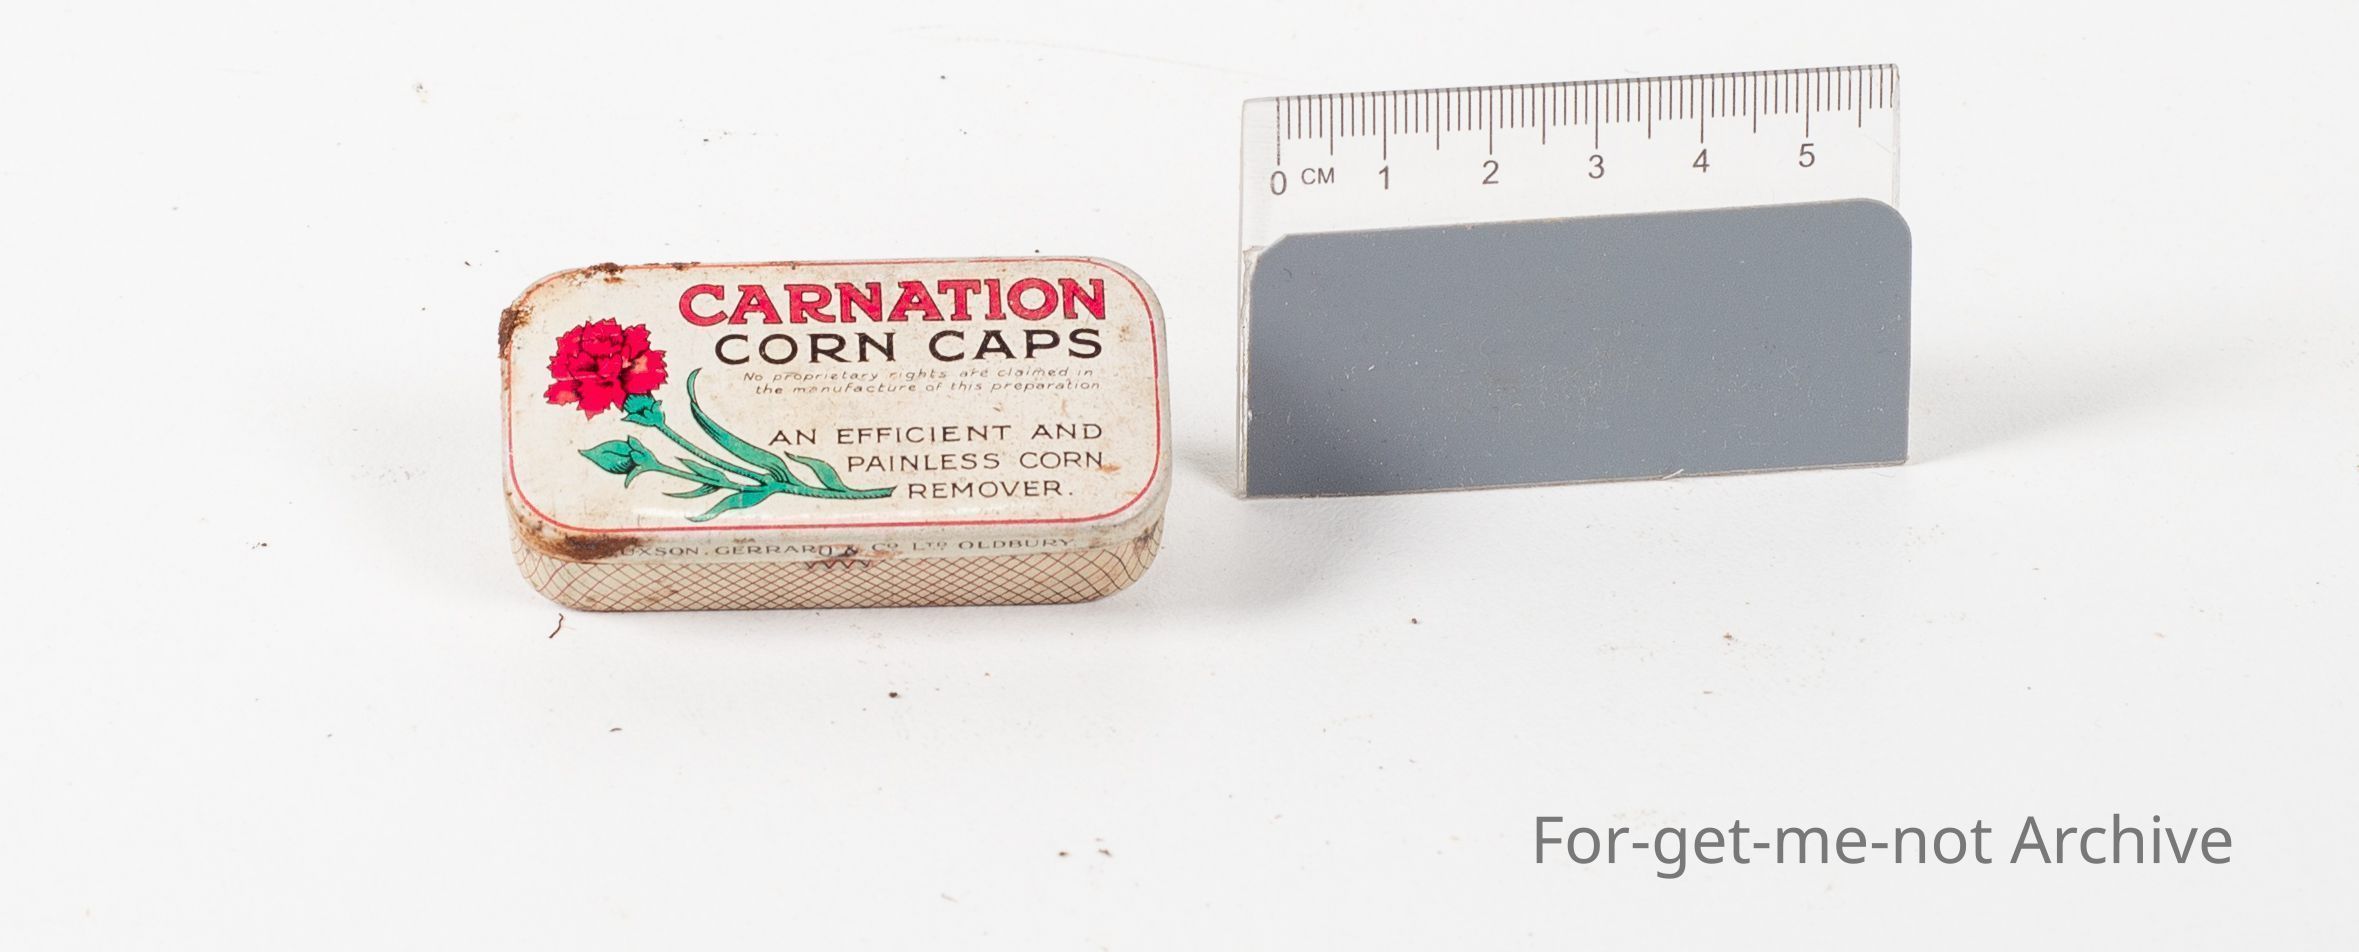 CARNATION
CORN CAPS
No proprietary rights are claimed in
the manufacture of this preparation
AN EFFICIENT AND
PAINLESS CORN
REMOVER.
GERRARD & Cº LTD OLDBURY
0 CM 1 2 3 4 5
For-get-me-not Archive